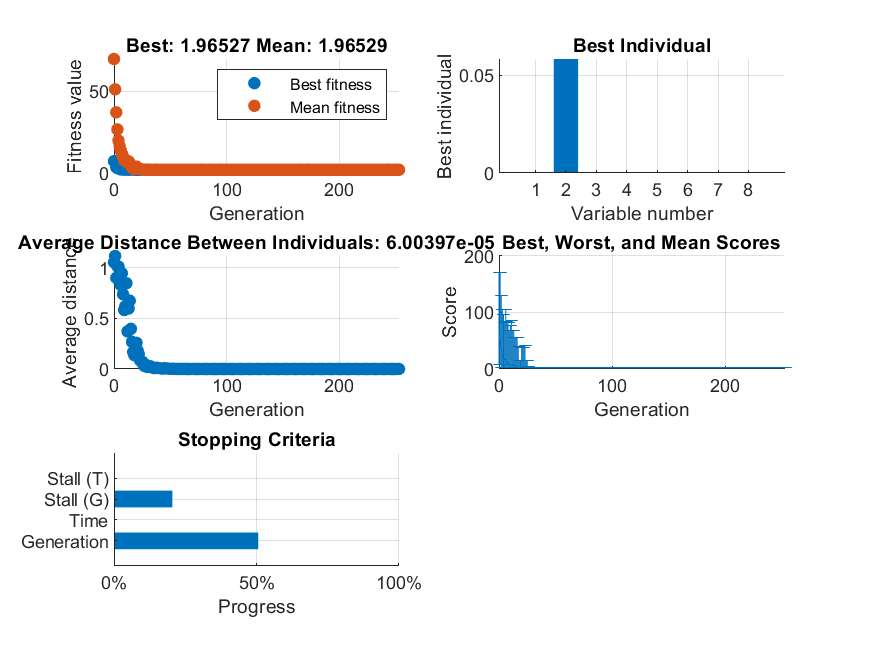 Best: 1.96527 Mean: 1.96529
Fitness value
50
0
0 100 200
Generation
Best fitness
Mean fitness
Best Individual
Best individual
0.05
0
1 2 3 4 5 6 7 8
Variable number
Average Distance Between Individuals: 6.00397e-05
Average distance
1
0.5
0
0 100 200
Generation
Best, Worst, and Mean Scores
Score
200
100
0
0 100 200
Generation
Stopping Criteria
Stall (T)
Stall (G)
Time
Generation
0% 50% 100%
Progress